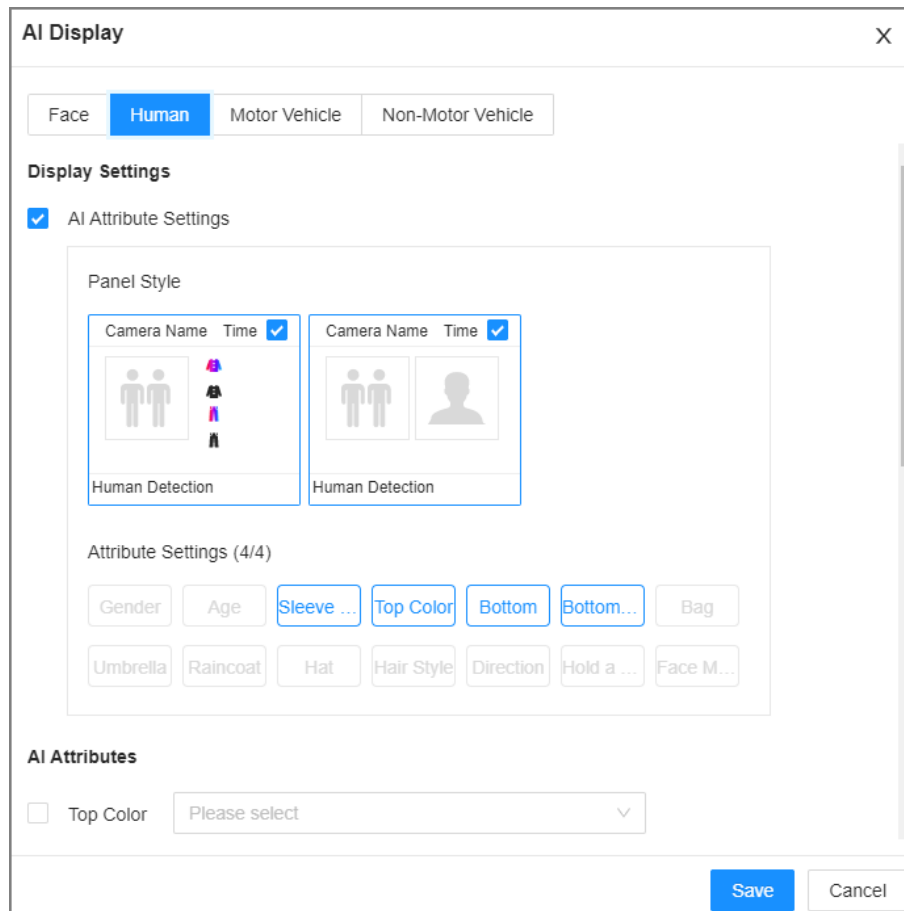 AI Display X
Face Human Motor Vehicle Non-Motor Vehicle
Display Settings
AI Attribute Settings
Panel Style
Camera Name Time Camera Name Time
Human Detection Human Detection
Attribute Settings (4/4)
Gender Age Sleeve ... Top Color Bottom Bottom... Bag
Umbrella Raincoat Hat Hair Style Direction Hold a ... Face M...
AI Attributes
Top Color Please select
Save Cancel